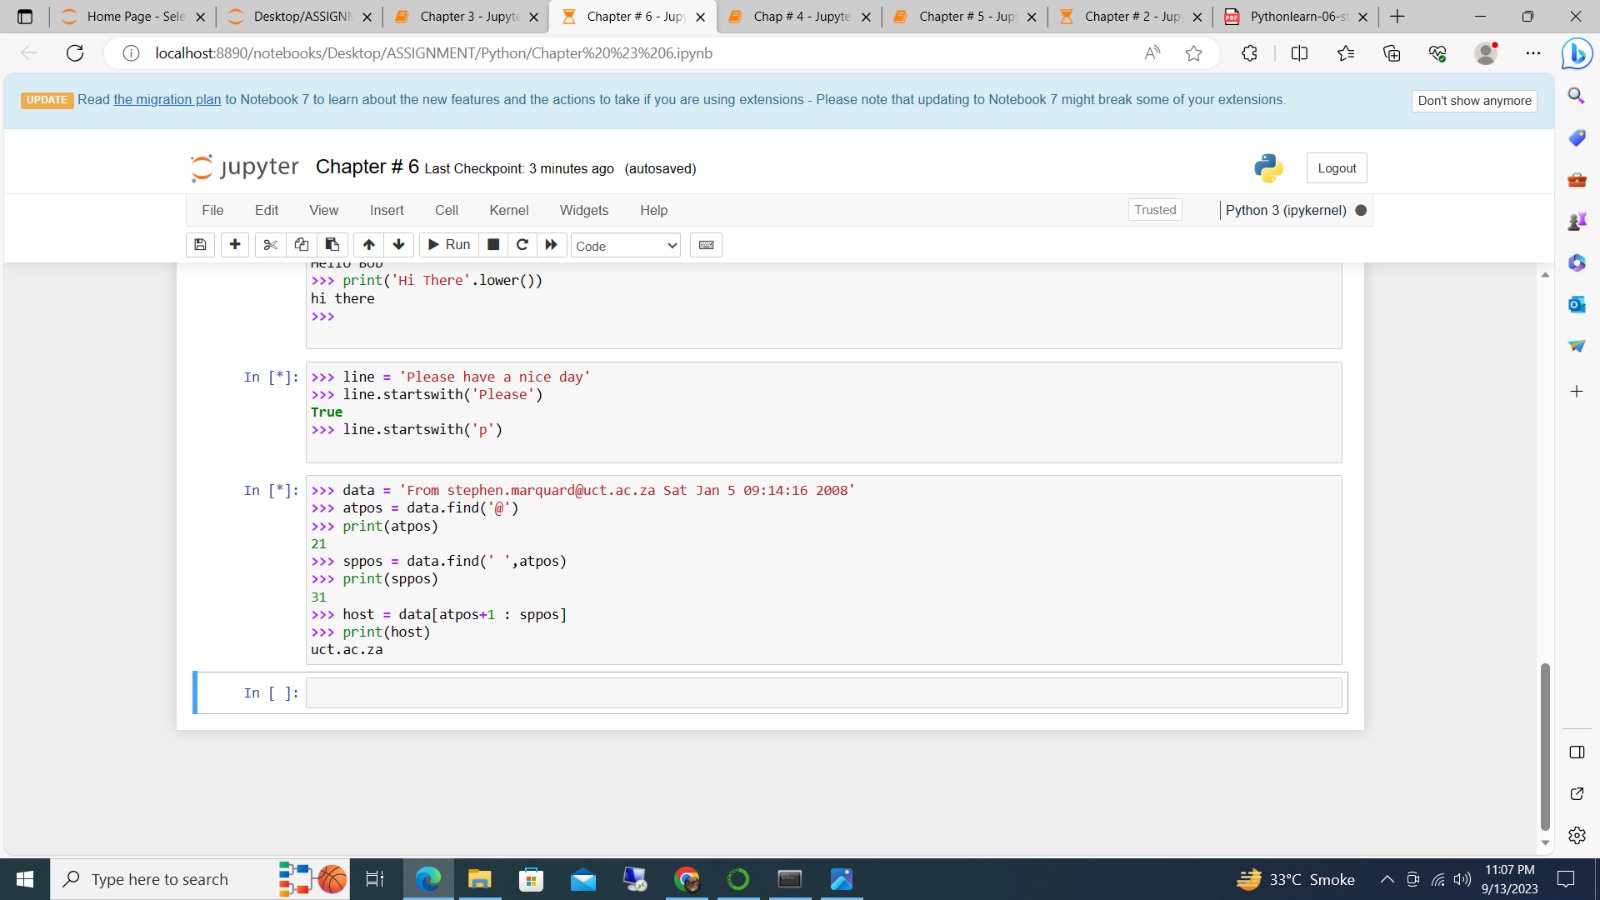 Home Page - Sele
Desktop/ASSIGNM
Chapter 3 - Jupyte
Chapter # 6 - Jupy
Chap # 4 - Jupyte
Chapter # 5 - Jup
Chapter # 2 - Jup
Pythonlearn-06-st
localhost:8890/notebooks/Desktop/ASSIGNMENT/Python/Chapter%20%23%206.ipynb
UPDATE Read the migration plan to Notebook 7 to learn about the new features and the actions to take if you are using extensions - Please note that updating to Notebook 7 might break some of your extensions.
Don't show anymore
jupyter Chapter # 6 Last Checkpoint: 3 minutes ago (autosaved)
Logout
File Edit View Insert Cell Kernel Widgets Help
Trusted
Python 3 (ipykernel)
Run
Code
Hello Bob
>>> print('Hi There'.lower())
hi there
>>>
In [*]: >>> line = 'Please have a nice day'
>>> line.startswith('Please')
True
>>> line.startswith('p')
In [*]: >>> data = 'From stephen.marquard@uct.ac.za Sat Jan 5 09:14:16 2008'
>>> atpos = data.find('@')
>>> print(atpos)
21
>>> sppos = data.find(' ',atpos)
>>> print(sppos)
31
>>> host = data[atpos+1 : sppos]
>>> print(host)
uct.ac.za
In [ ]:
Type here to search
33°C Smoke
11:07 PM
9/13/2023